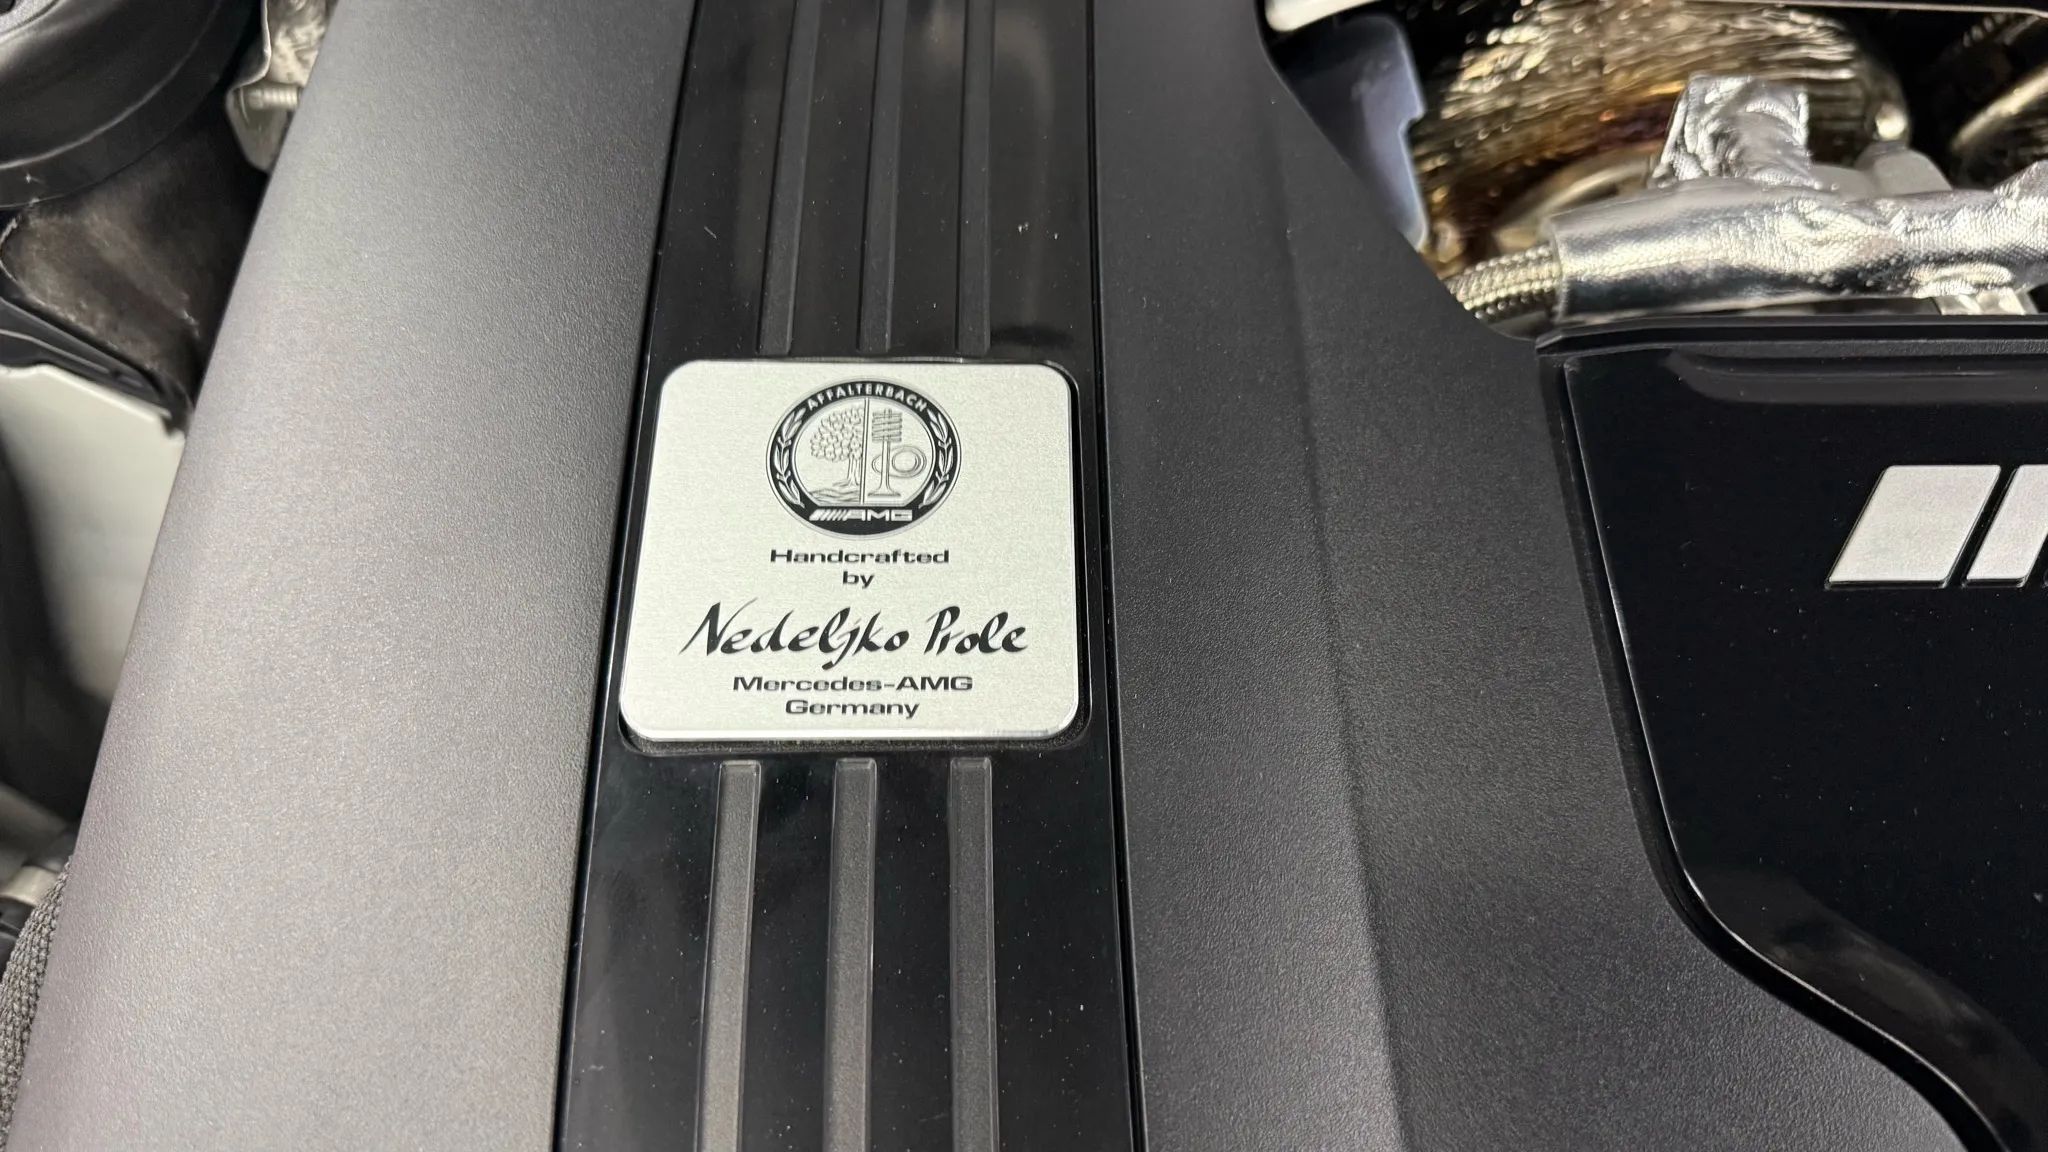 AFFALTERBACH
AMG
Handcrafted
by
Nedeljko Prole
Mercedes-AMG
Germany